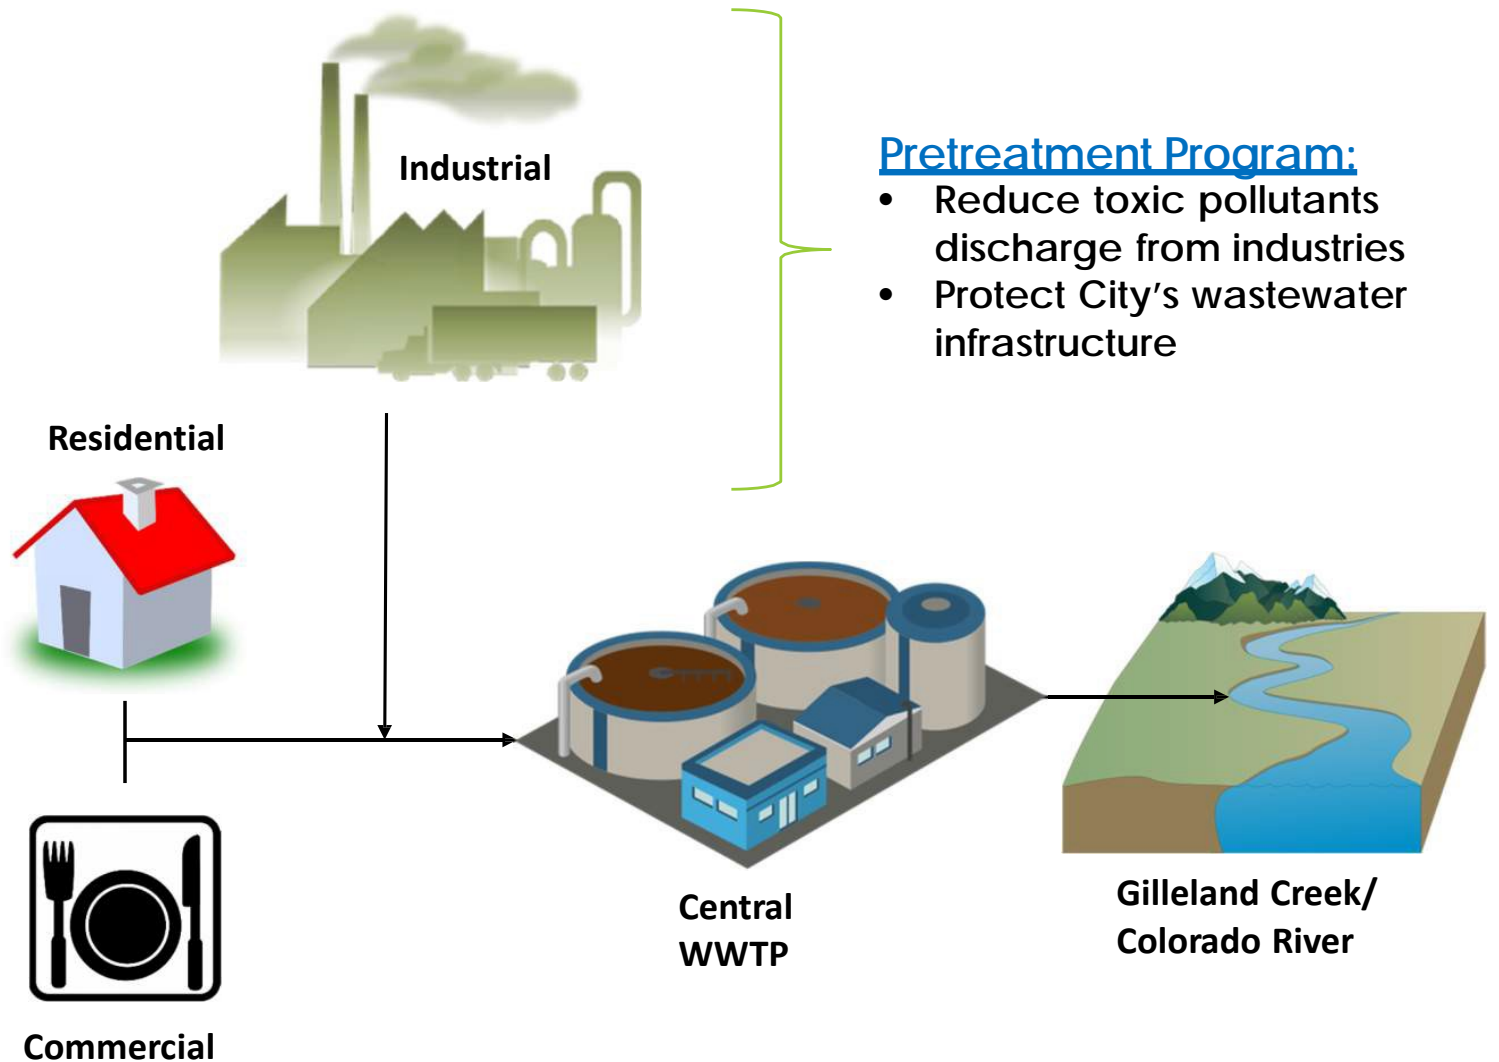 Industrial
Pretreatment Program:
• Reduce toxic pollutants
discharge from industries
• Protect City's wastewater
infrastructure
Residential
Commercial
Central
WWTP
Gilleland Creek/
Colorado River